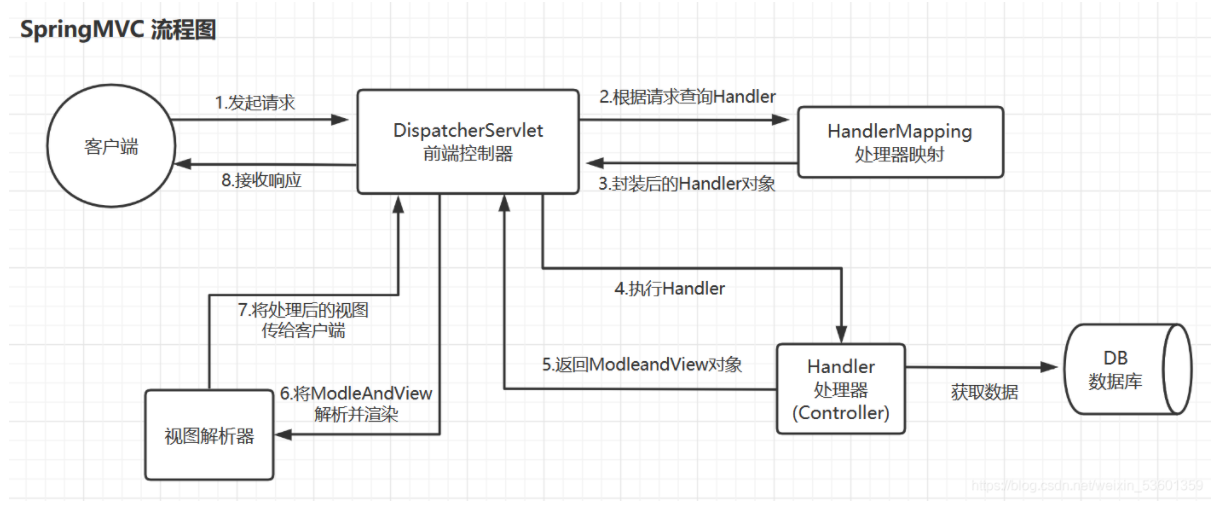 SpringMVC 流程图
1.发起请求
2.根据请求查询Handler
客户端
DispatcherServlet
前端控制器
HandlerMapping
处理器映射
8.接收响应
3.封装后的Handler对象
4.执行Handler
7.将处理后的视图
传给客户端
5.返回ModleandView对象
Handler
处理器
(Controller)
DB
数据库
获取数据
6.将ModleAndView
解析并渲染
视图解析器
https://blog.csdn.net/weixin_53601359